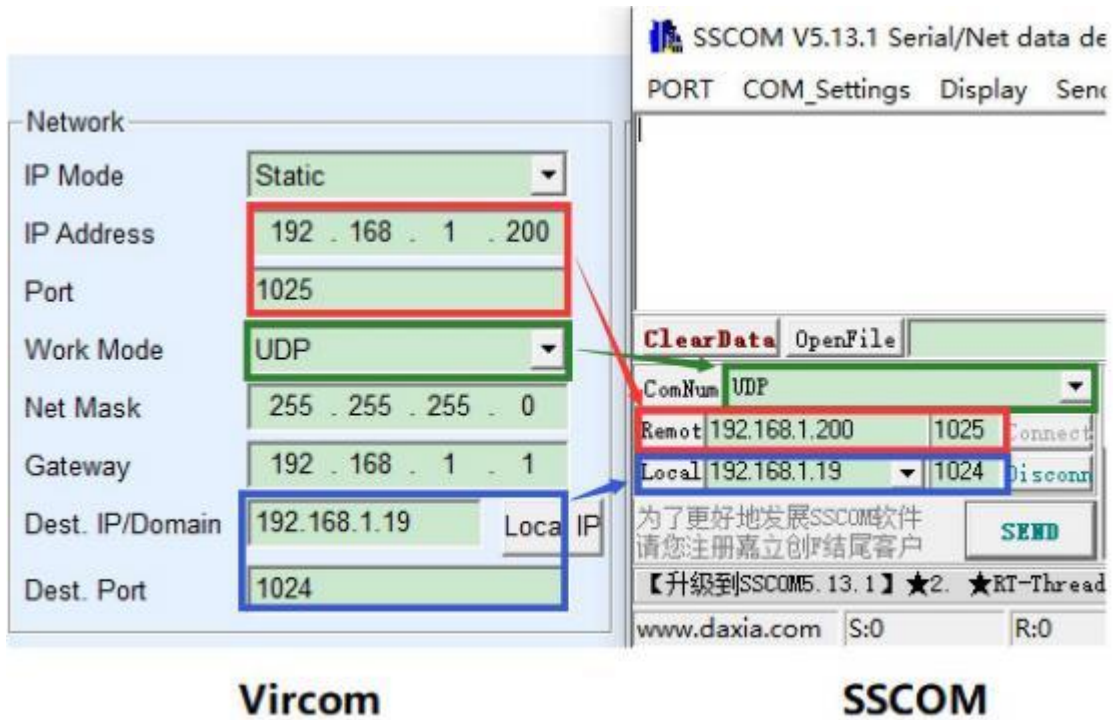 Network
IP Mode Static
IP Address 192 . 168 . 1 . 200
Port 1025
Work Mode UDP
Net Mask 255 . 255 . 255 . 0
Gateway 192 . 168 . 1 . 1
Dest. IP/Domain 192.168.1.19 Loca IP
Dest. Port 1024
Vircom
SSCOM V5.13.1 Serial/Net data de
PORT COM_Settings Display Send
ClearData OpenFile
ComNum UDP
Remot 192.168.1.200 1025 Connect
Local 192.168.1.19 1024 Disconn
为了更好地发展SSCOM软件
请您注册嘉立创F结尾客户
SEND
【升级到SSCOM5.13.1】★2. ★RT-Thread
www.daxia.com S:0 R:0
SSCOM